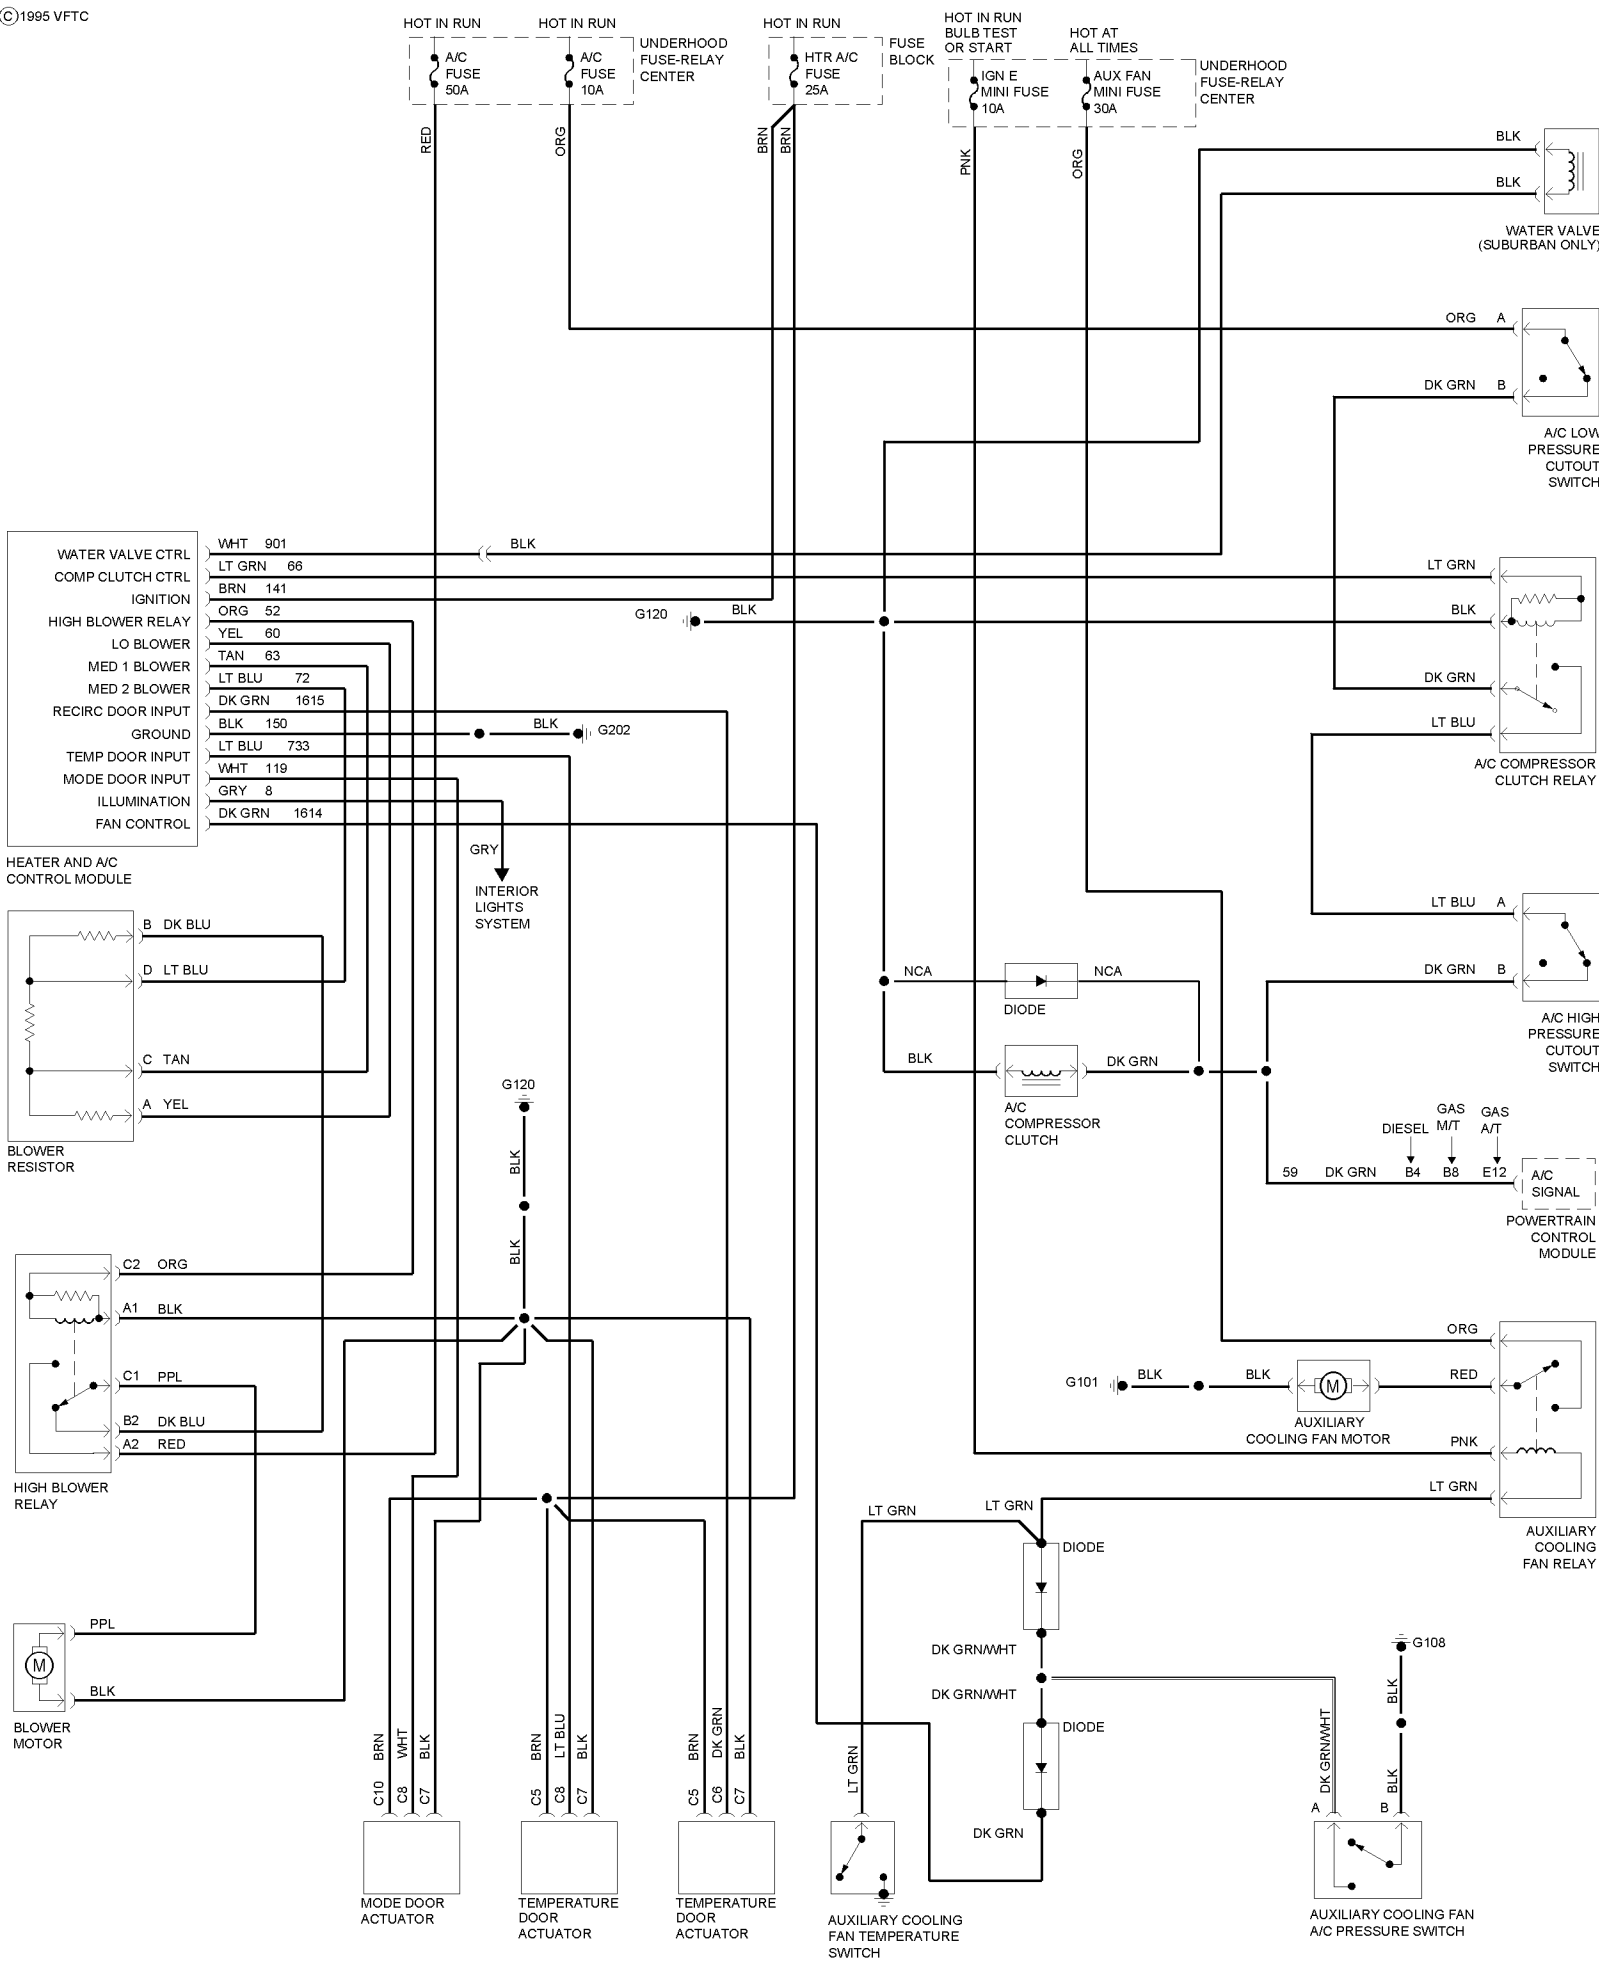 ©1995 VFTC
HOT IN RUN
HOT IN RUN
HOT IN RUN
HOT IN RUN
BULB TEST
OR START
HOT AT
ALL TIMES
A/C
FUSE
50A
A/C
FUSE
10A
UNDERHOOD
FUSE-RELAY
CENTER
HTR A/C
FUSE
25A
FUSE
BLOCK
IGN E
MINI FUSE
10A
AUX FAN
MINI FUSE
30A
UNDERHOOD
FUSE-RELAY
CENTER
RED
ORG
BRN
BRN
PNK
ORG
BLK
BLK
WATER VALVE
(SUBURBAN ONLY)
ORG A
DK GRN B
A/C LOW
PRESSURE
CUTOUT
SWITCH
WATER VALVE CTRL
WHT 901
BLK
COMP CLUTCH CTRL
LT GRN 66
IGNITION
BRN 141
HIGH BLOWER RELAY
ORG 52
LO BLOWER
YEL 60
MED 1 BLOWER
TAN 63
MED 2 BLOWER
LT BLU 72
RECIRC DOOR INPUT
DK GRN 1615
GROUND
BLK 150
BLK
G202
TEMP DOOR INPUT
LT BLU 733
MODE DOOR INPUT
WHT 119
ILLUMINATION
GRY 8
FAN CONTROL
DK GRN 1614
HEATER AND A/C
CONTROL MODULE
GRY
INTERIOR
LIGHTS
SYSTEM
G120
BLK
LT GRN
BLK
DK GRN
LT BLU
A/C COMPRESSOR
CLUTCH RELAY
LT BLU A
DK GRN B
A/C HIGH
PRESSURE
CUTOUT
SWITCH
B DK BLU
D LT BLU
C TAN
A YEL
BLOWER
RESISTOR
NCA
NCA
DIODE
BLK
DK GRN
A/C
COMPRESSOR
CLUTCH
G120
BLK
BLK
DIESEL
GAS
M/T
GAS
A/T
59 DK GRN B4 B8 E12
A/C
SIGNAL
POWERTRAIN
CONTROL
MODULE
C2 ORG
A1 BLK
C1 PPL
B2 DK BLU
A2 RED
HIGH BLOWER
RELAY
ORG
G101
BLK
BLK
M
RED
AUXILIARY
COOLING FAN MOTOR
PNK
LT GRN
AUXILIARY
COOLING
FAN RELAY
LT GRN
LT GRN
DIODE
DK GRN/WHT
DK GRN/WHT
DIODE
DK GRN
PPL
M
BLK
BLOWER
MOTOR
C10 BRN
C8 WHT
C7 BLK
MODE DOOR
ACTUATOR
C5 BRN
C8 LT BLU
C7 BLK
TEMPERATURE
DOOR
ACTUATOR
C5 BRN
C6 DK GRN
C7 BLK
TEMPERATURE
DOOR
ACTUATOR
LT GRN
AUXILIARY COOLING
FAN TEMPERATURE
SWITCH
G108
BLK
BLK
DK GRN/WHT
A
B
AUXILIARY COOLING FAN
A/C PRESSURE SWITCH